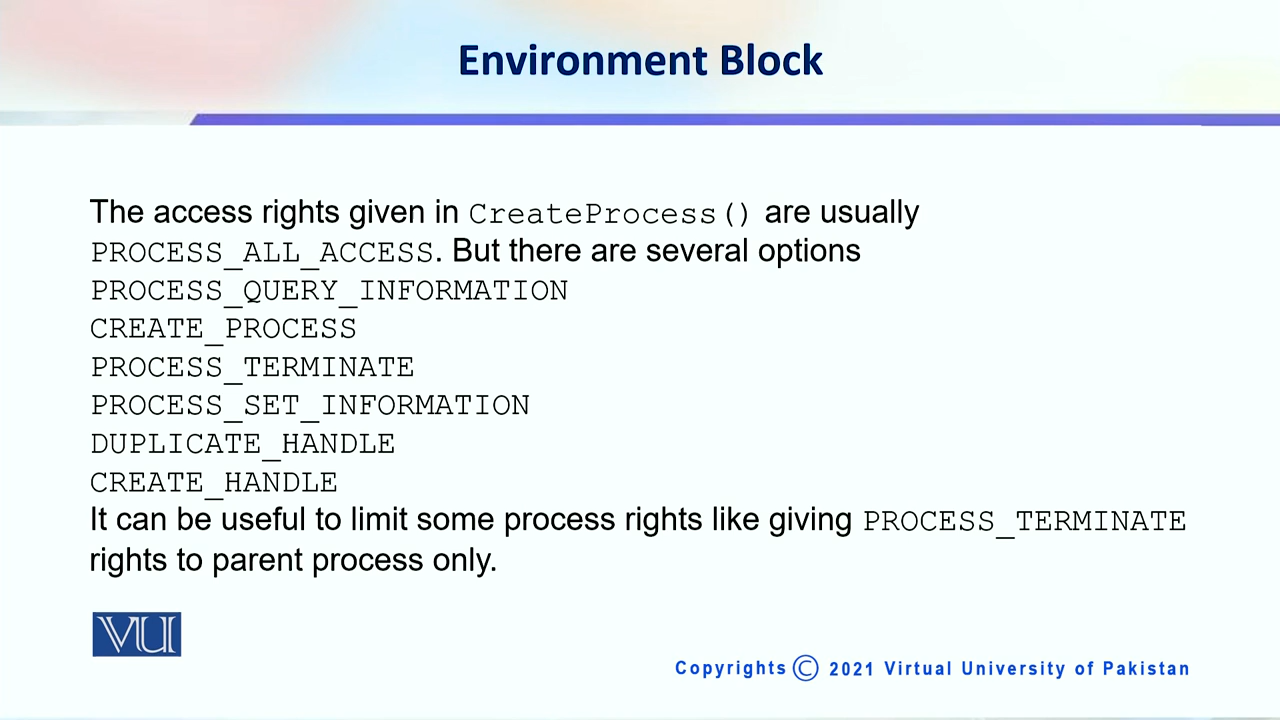 Environment Block
The access rights given in CreateProcess() are usually
PROCESS_ALL_ACCESS. But there are several options
PROCESS_QUERY_INFORMATION
CREATE_PROCESS
PROCESS_TERMINATE
PROCESS_SET_INFORMATION
DUPLICATE_HANDLE
CREATE_HANDLE
It can be useful to limit some process rights like giving PROCESS_TERMINATE
rights to parent process only.
VU
Copyrights © 2021 Virtual University of Pakistan